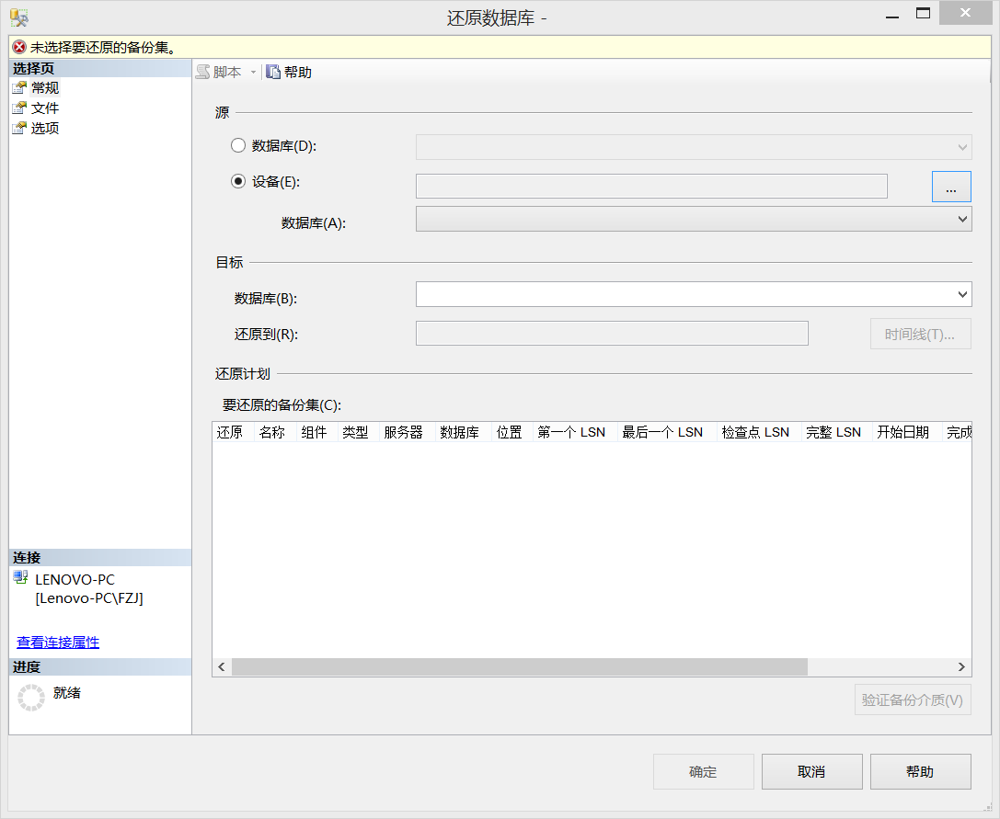 还原数据库 -
未选择要还原的备份集。
选择页
常规
文件
选项
脚本
帮助
源
数据库(D):
设备(E):
...
数据库(A):
目标
数据库(B):
还原到(R):
时间线(T)...
还原计划
要还原的备份集(C):
还原 名称 组件 类型 服务器 数据库 位置 第一个 LSN 最后一个 LSN 检查点 LSN 完整 LSN 开始日期 完成
连接
LENOVO-PC
[Lenovo-PC\FZJ]
查看连接属性
进度
就绪
验证备份介质(V)
确定
取消
帮助